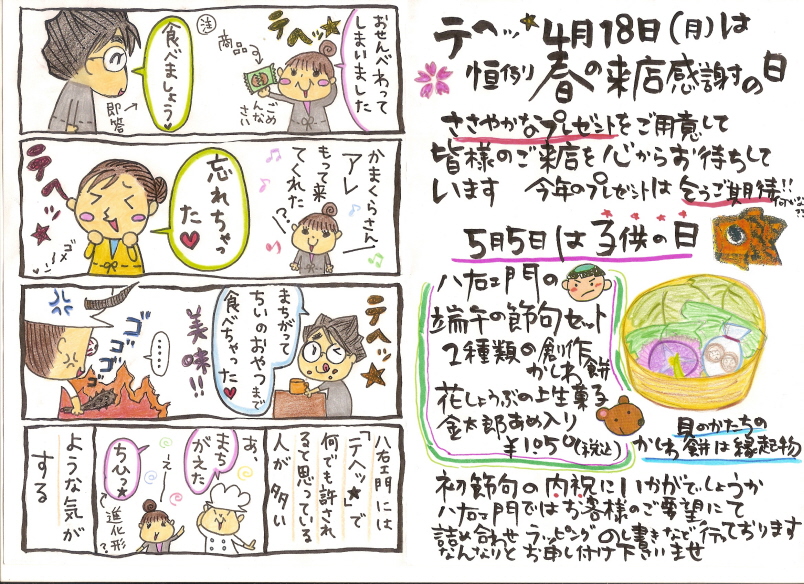 テヘッ★
おせんべわって
しまいました
商品
ごめんなさい
注
食べましょう♥
即答
かまくらさん!
アレ
もって来て
くれた!?
忘れちゃった♥
テヘッ★
ゴメ〜ン
テヘッ★
まちがって
ちいのおやつまで
食べちゃった♥
美味!!
‥‥‥
ゴゴゴゴ
八右エ門には
「テヘッ★」で
何でも許され
ると思っている
人が多い
あ、
まち
がえた
えー
ちひっ★
進化形?
ような気が
する
テヘッ★ 4月18日(月)は
恒例 春の来店感謝の日
ささやかなプレゼントをご用意して
皆様のご来店を心からお待ちして
います 今年のプレゼントは乞うご期待!!
何かな??
5月5日は子供の日
八右エ門の
端午の節句セット
2種類の創作
かしわ餅
花しょうぶの上生菓子
金太郎あめ入り
¥1050(税込)
貝のかたちの
かしわ餅は縁起物
初節句の内祝にいかがでしょうか
八右エ門ではお客様のご要望にて
詰め合わせ ラッピング のし書きなど行っております
なんなりとお申し付け下さいませ